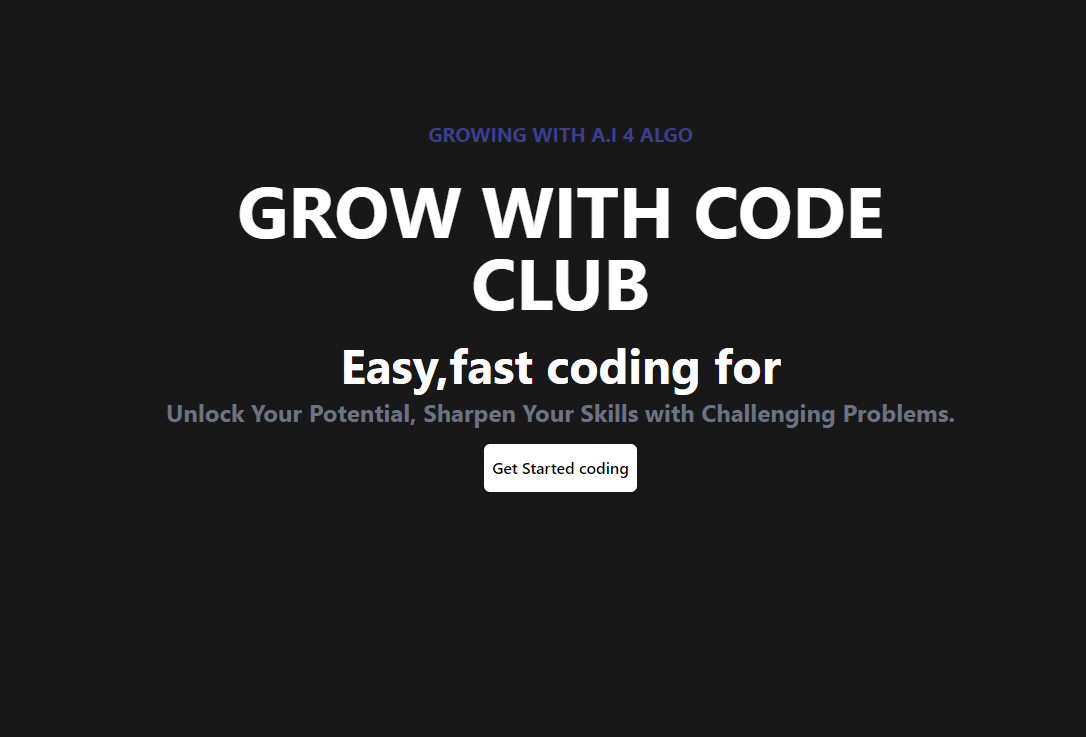 GROWING WITH A.I 4 ALGO
GROW WITH CODE
CLUB
Easy,fast coding for
Unlock Your Potential, Sharpen Your Skills with Challenging Problems.
Get Started coding